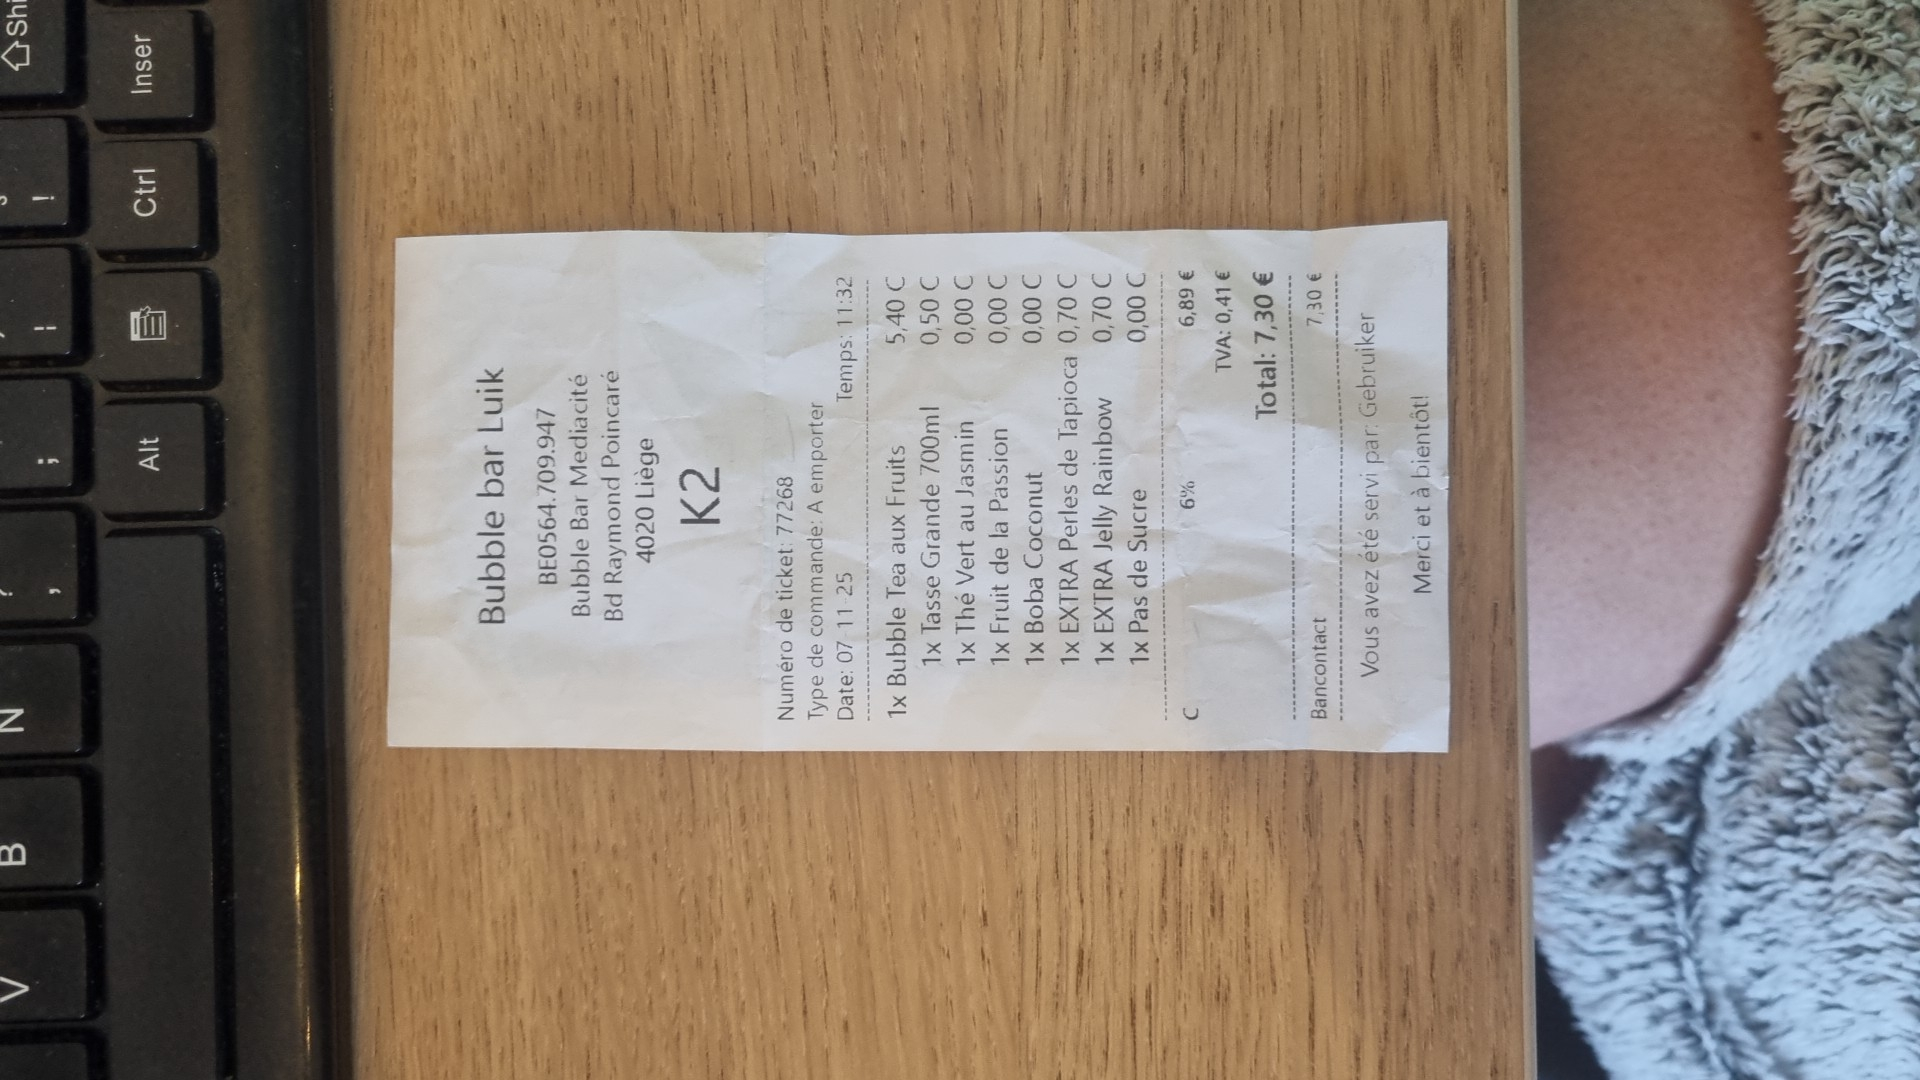 Bubble bar Luik
BE0564.709.947
Bubble Bar Mediacité
Bd Raymond Poincaré
4020 Liège
K2
Numéro de ticket: 77268
Type de commande: A emporter
Date: 07-11-25 Temps: 11:32
1x Bubble Tea aux Fruits 5,40 C
1x Tasse Grande 700ml 0,50 C
1x Thé Vert au Jasmin 0,00 C
1x Fruit de la Passion 0,00 C
1x Boba Coconut 0,00 C
1x EXTRA Perles de Tapioca 0,70 C
1x EXTRA Jelly Rainbow 0,70 C
1x Pas de Sucre 0,00 C
C 6% 6,89 €
TVA: 0,41 €
Total: 7,30 €
Bancontact 7,30 €
Vous avez été servi par: Gebruiker
Merci et à bientôt!
Shi
Inser
! Ctrl
:
; Alt
? ,
N
B
V